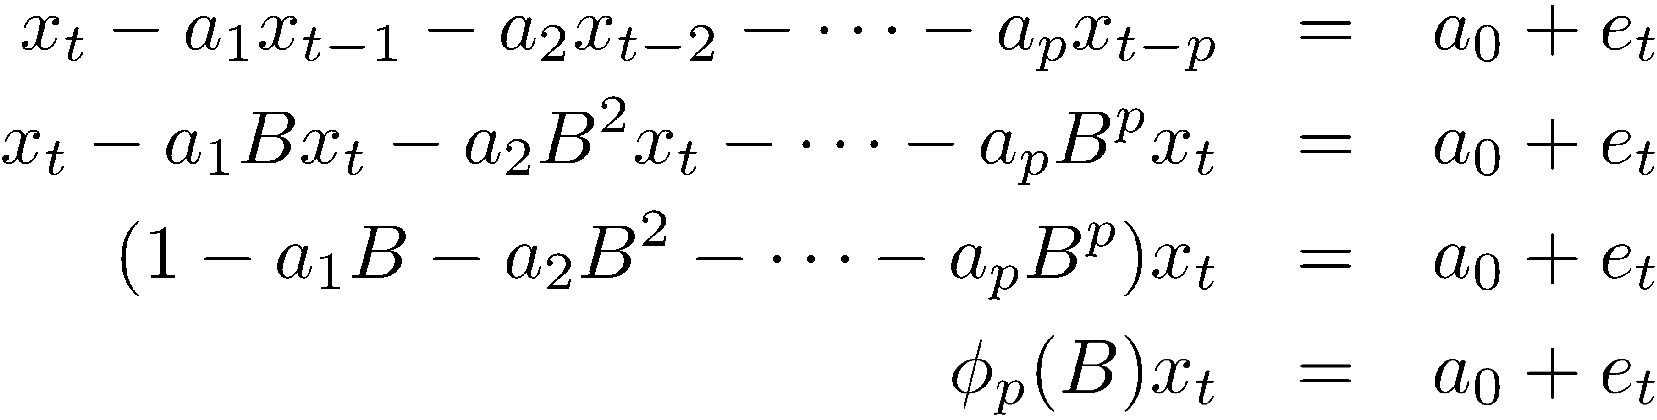 x_t − a_1x_{t−1} − a_2x_{t−2} − ⋯ − a_px_{t−p} = a_0 + e_t
x_t − a_1Bx_t − a_2B^2x_t − ⋯ − a_pB^px_t = a_0 + e_t
(1 − a_1B − a_2B^2 − ⋯ − a_pB^p)x_t = a_0 + e_t
ϕ_p(B)x_t = a_0 + e_t